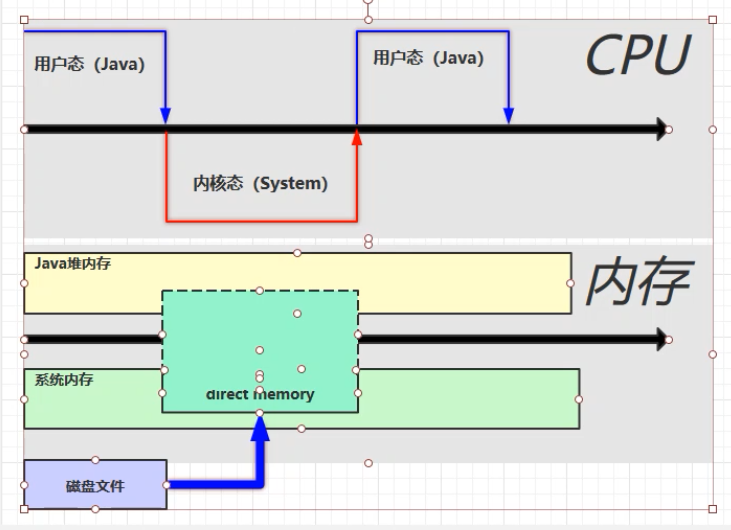 CPU
用户态（Java）
用户态（Java）
内核态（System）
Java堆内存
内存
系统内存
direct memory
磁盘文件